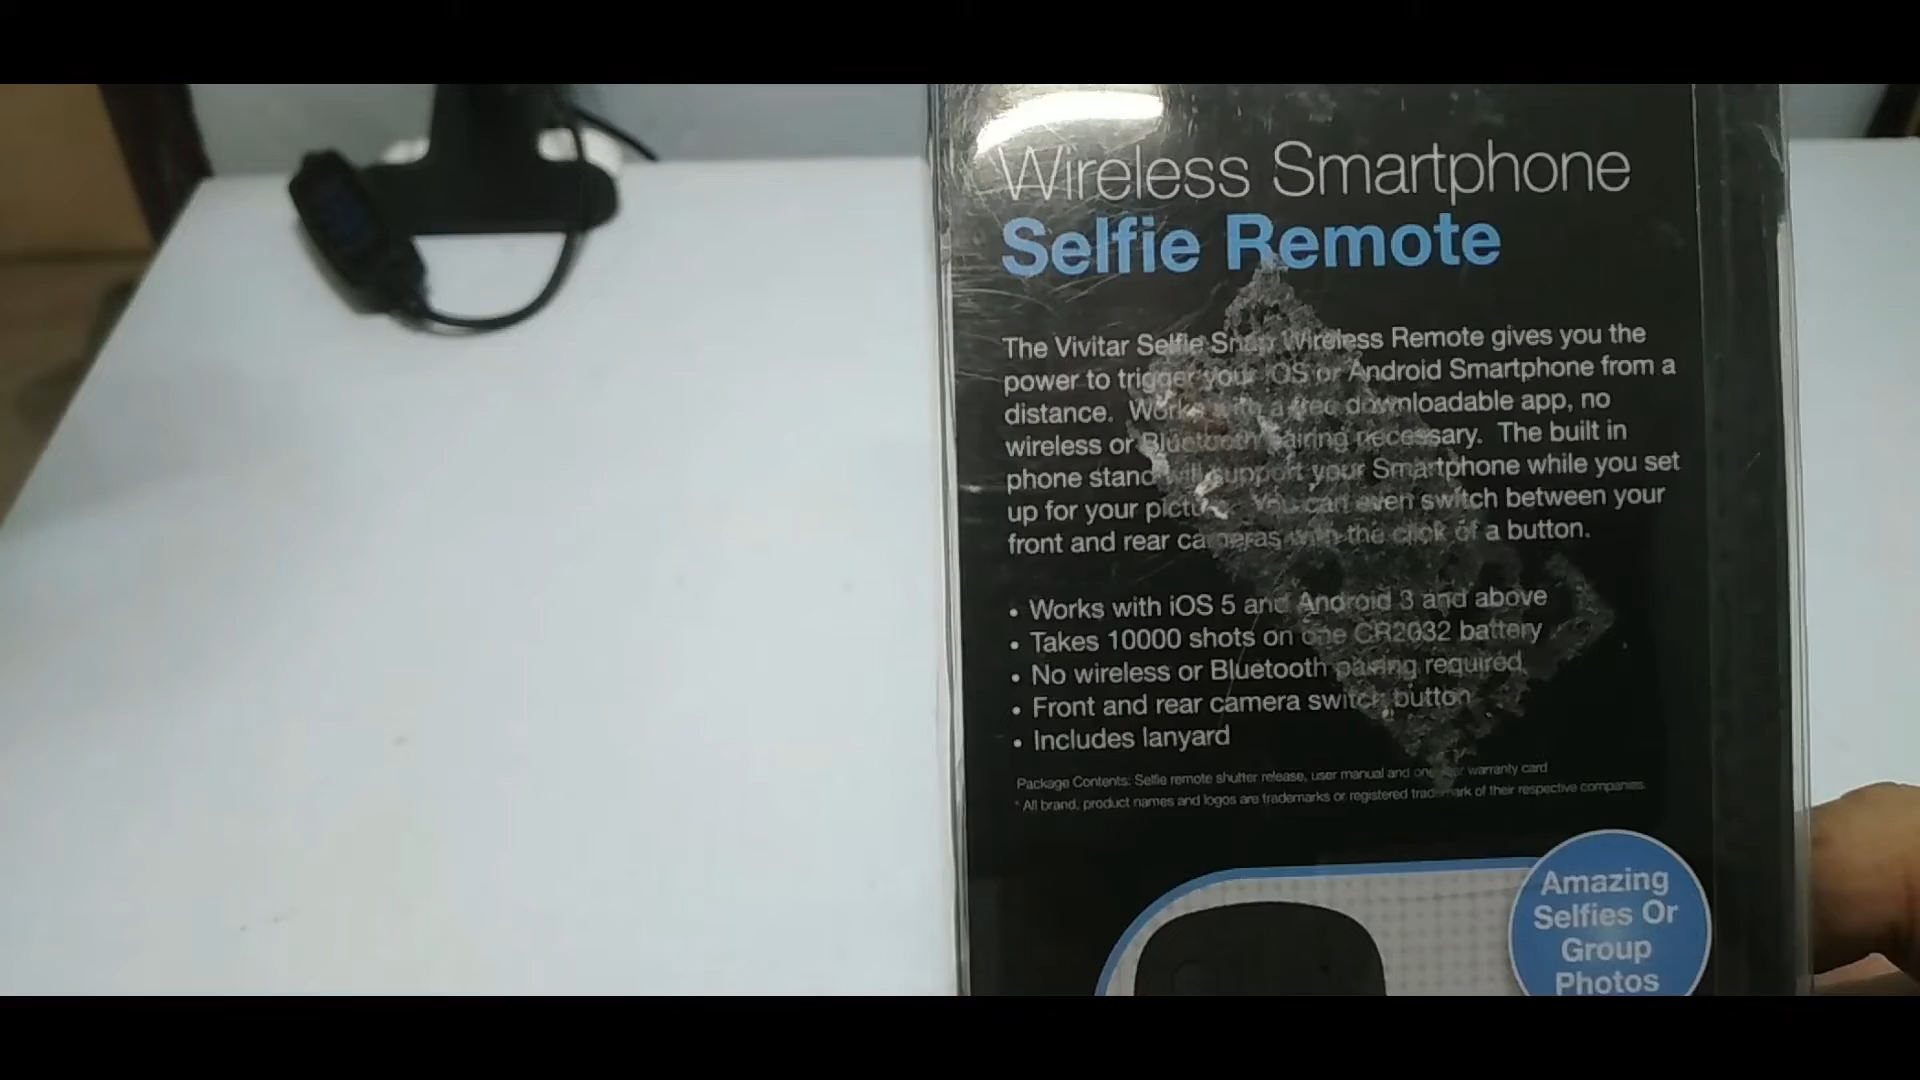 Wireless Smartphone
Selfie Remote
The Vivitar Selfie Snap Wireless Remote gives you the
power to trigger your iOS or Android Smartphone from a
distance. Works with a free downloadable app, no
wireless or Bluetooth pairing necessary. The built in
phone stand will support your Smartphone while you set
up for your picture. You can even switch between your
front and rear cameras with the click of a button.
• Works with iOS 5 and Android 3 and above
• Takes 10000 shots on one CR2032 battery
• No wireless or Bluetooth pairing required
• Front and rear camera switch button
• Includes lanyard
Package Contents: Selfie remote shutter release, user manual and one year warranty card
* All brand, product names and logos are trademarks or registered trademark of their respective companies.
Amazing
Selfies Or
Group
Photos